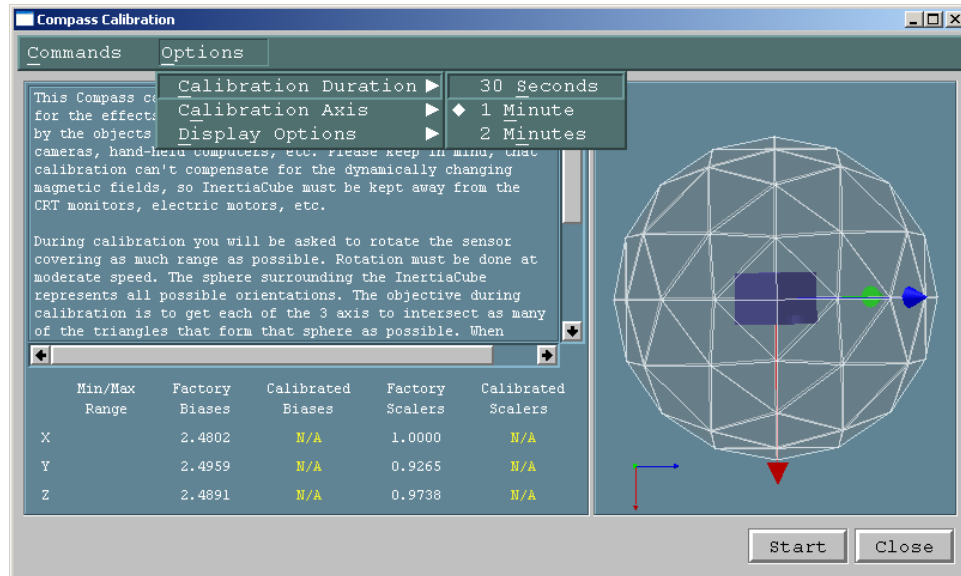 Compass Calibration
Commands Options
Calibration Duration 30 Seconds
Calibration Axis 1 Minute
Display Options 2 Minutes
This Compass
for the effects
by the objects
cameras, hand-held computers, etc. Please keep in mind, that
calibration can't compensate for the dynamically changing
magnetic fields, so InertiaCube must be kept away from the
CRT monitors, electric motors, etc.
During calibration you will be asked to rotate the sensor
covering as much range as possible. Rotation must be done at
moderate speed. The sphere surrounding the InertiaCube
represents all possible orientations. The objective during
calibration is to get each of the 3 axis to intersect as many
of the triangles that form that sphere as possible. When
Min/Max Factory Calibrated Factory Calibrated
Range Biases Biases Scalers Scalers
X 2.4802 N/A 1.0000 N/A
Y 2.4959 N/A 0.9265 N/A
Z 2.4891 N/A 0.9738 N/A
Start Close